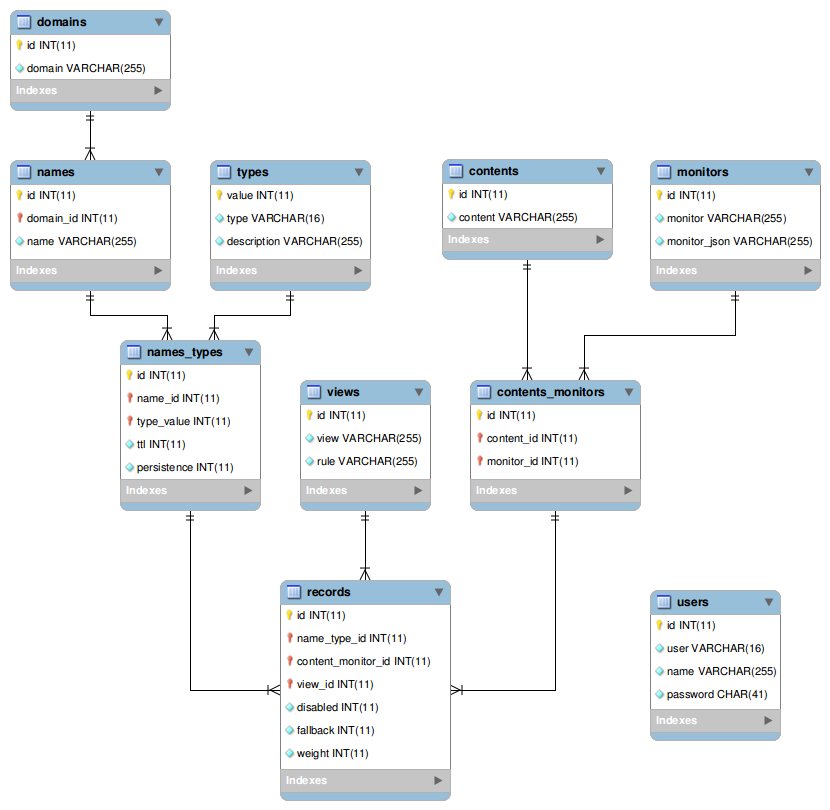 domains
id INT(11)
domain VARCHAR(255)
Indexes
names
id INT(11)
domain_id INT(11)
name VARCHAR(255)
Indexes
types
value INT(11)
type VARCHAR(16)
description VARCHAR(255)
Indexes
contents
id INT(11)
content VARCHAR(255)
Indexes
monitors
id INT(11)
monitor VARCHAR(255)
monitor_json VARCHAR(255)
Indexes
names_types
id INT(11)
name_id INT(11)
type_value INT(11)
ttl INT(11)
persistence INT(11)
Indexes
views
id INT(11)
view VARCHAR(255)
rule VARCHAR(255)
Indexes
contents_monitors
id INT(11)
content_id INT(11)
monitor_id INT(11)
Indexes
records
id INT(11)
name_type_id INT(11)
content_monitor_id INT(11)
view_id INT(11)
disabled INT(11)
fallback INT(11)
weight INT(11)
Indexes
users
id INT(11)
user VARCHAR(16)
name VARCHAR(255)
password CHAR(41)
Indexes